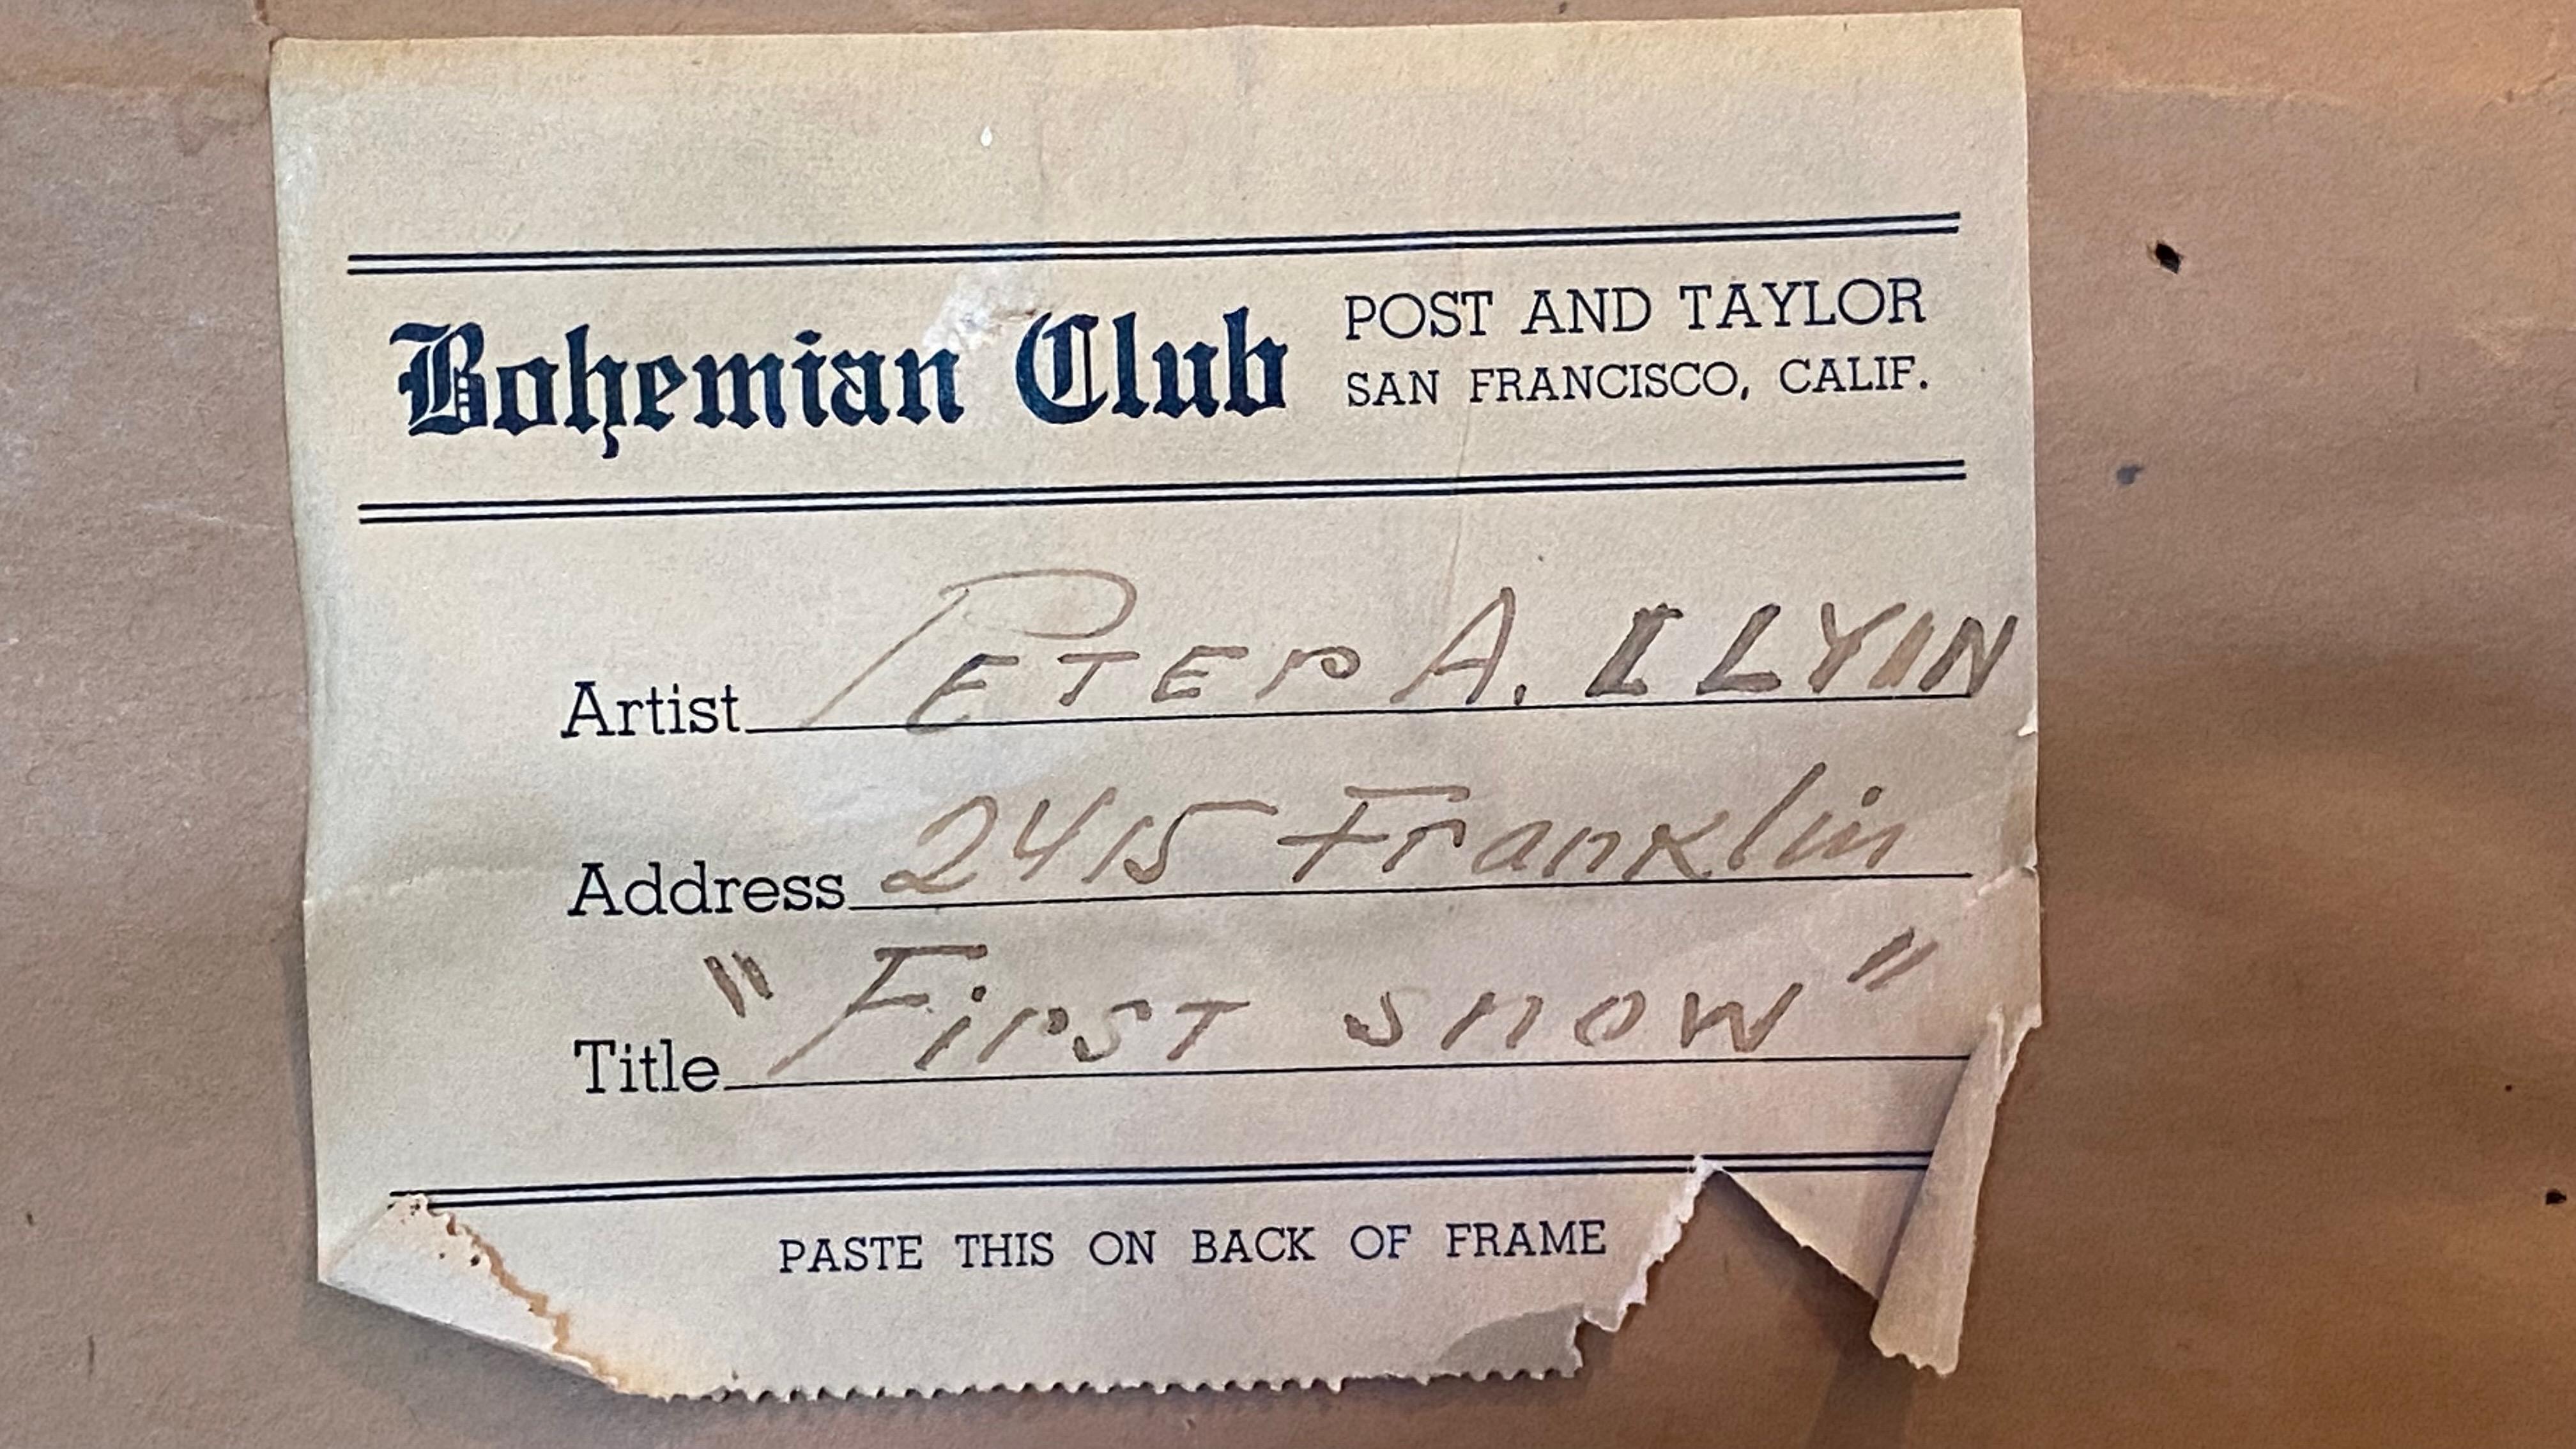 Bohemian Club
POST AND TAYLOR
SAN FRANCISCO, CALIF.
Artist PETER A. ILYIN
Address 2415 Franklin
Title "First snow"
PASTE THIS ON BACK OF FRAME